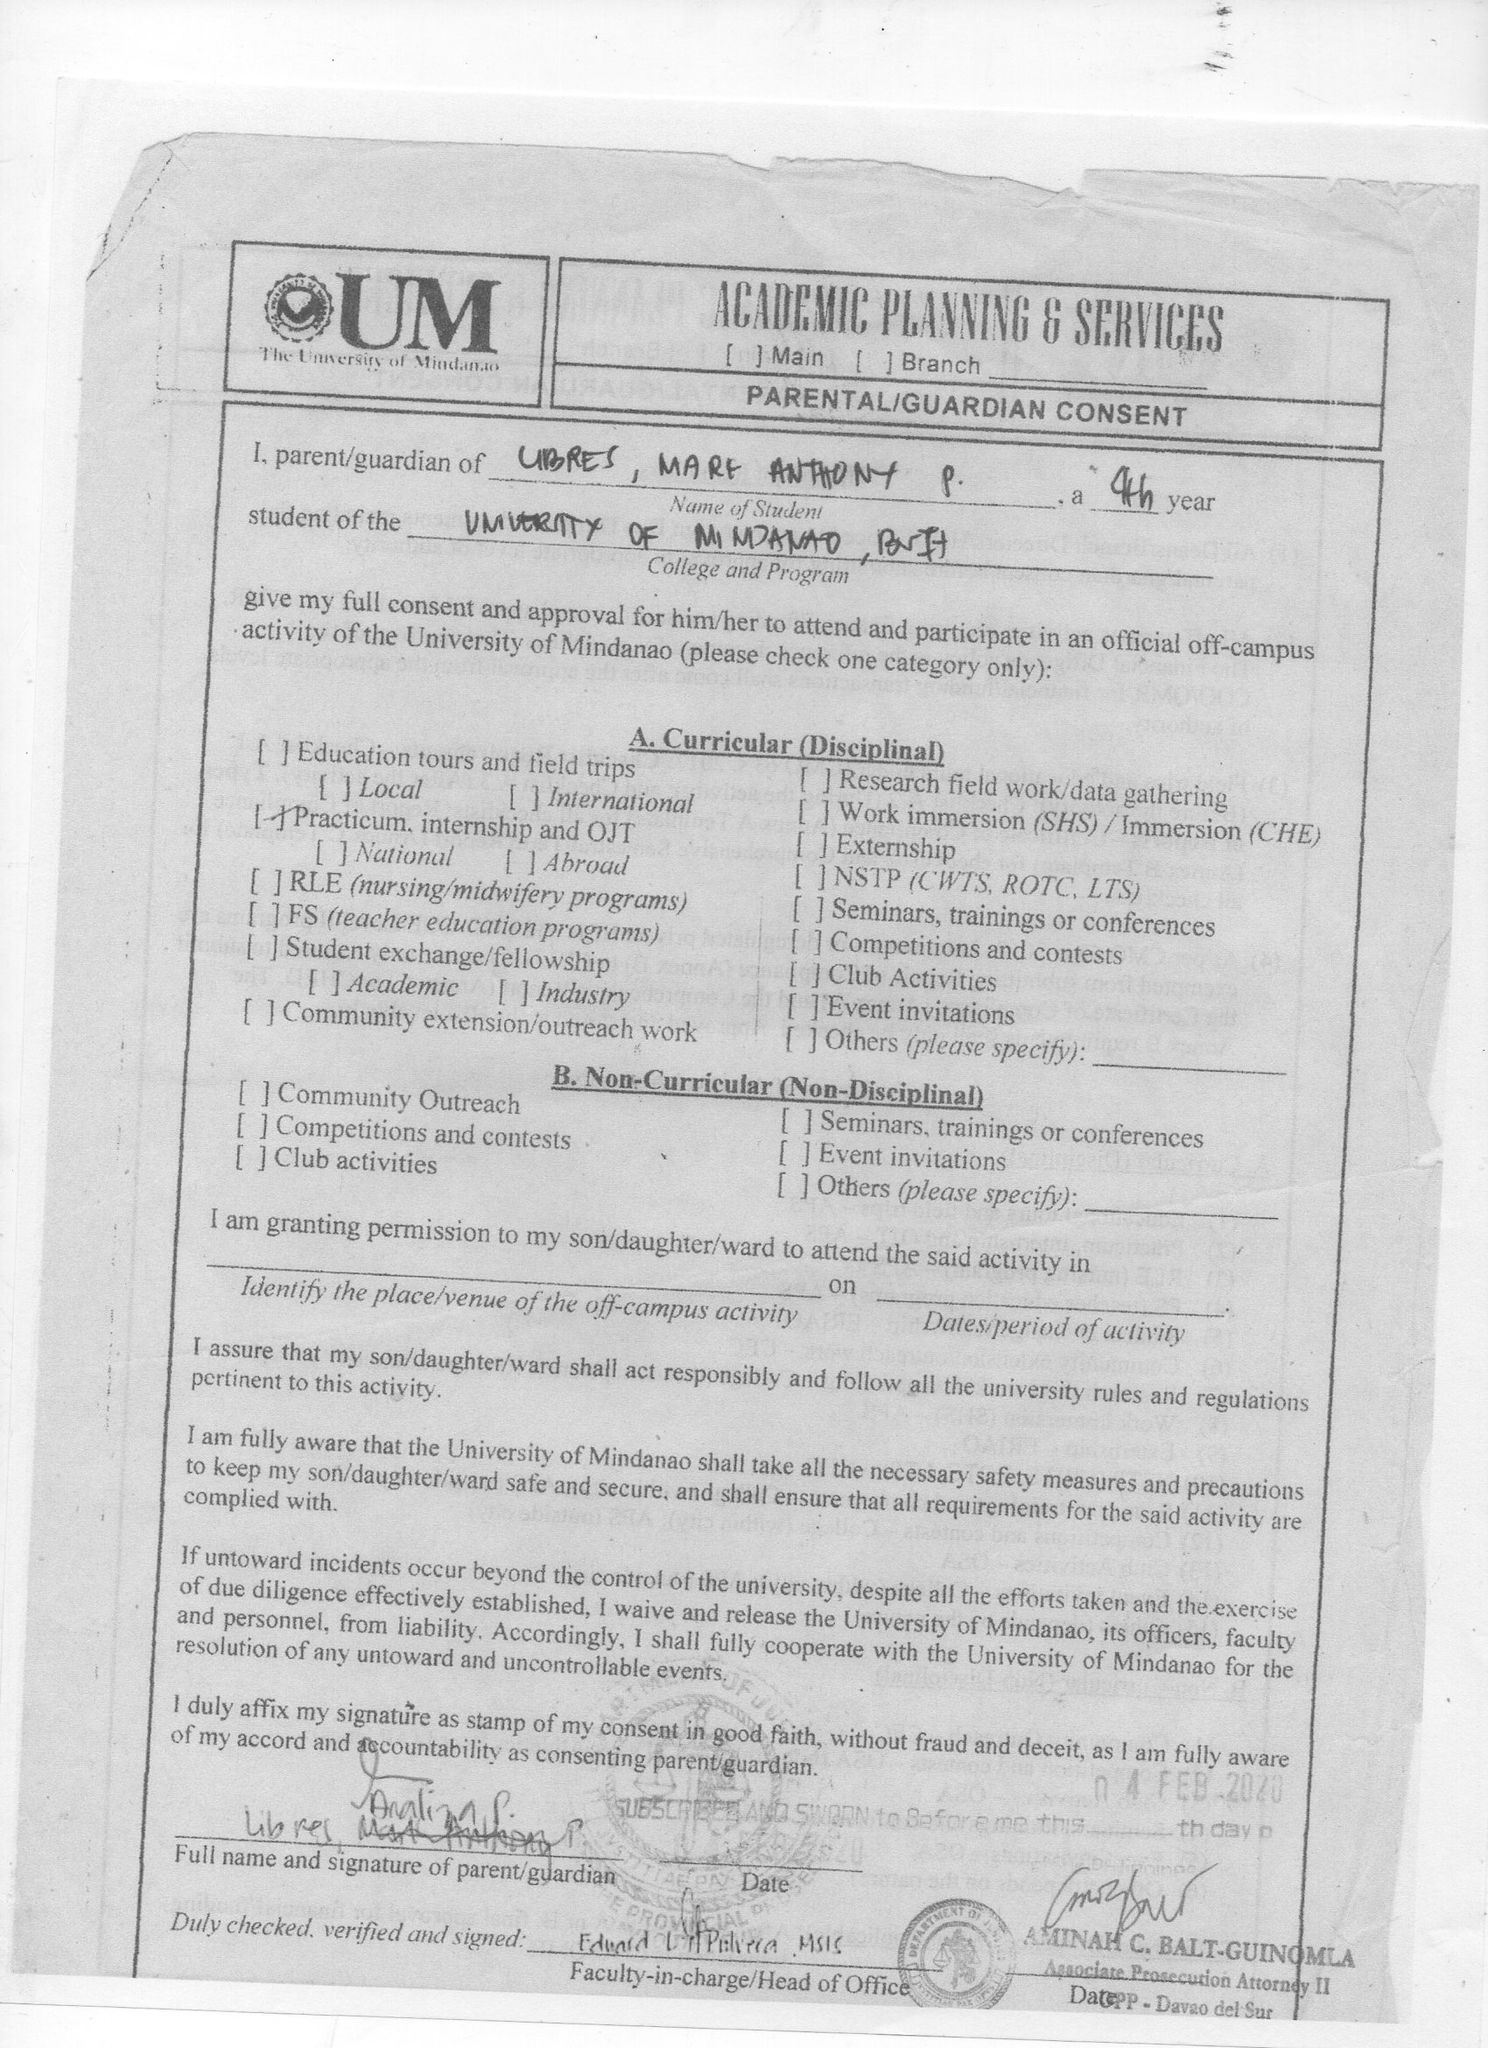 UM
The University of Mindanao
ACADEMIC PLANNING & SERVICES
[ ] Main [ ] Branch
PARENTAL/GUARDIAN CONSENT
I, parent/guardian of LIBRES, MARK ANTHONY P. , a 4th year
Name of Student
student of the UNIVERSITY OF MINDANAO,
College and Program
give my full consent and approval for him/her to attend and participate in an official off-campus
activity of the University of Mindanao (please check one category only):
A. Curricular (Disciplinal)
[ ] Education tours and field trips
[ ] Local [ ] International
[/] Practicum, internship and OJT
[ ] National [ ] Abroad
[ ] RLE (nursing/midwifery programs)
[ ] FS (teacher education programs)
[ ] Student exchange/fellowship
[ ] Academic [ ] Industry
[ ] Community extension/outreach work
[ ] Research field work/data gathering
[ ] Work immersion (SHS) / Immersion (CHE)
[ ] Externship
[ ] NSTP (CWTS, ROTC, LTS)
[ ] Seminars, trainings or conferences
[ ] Competitions and contests
[ ] Club Activities
[ ] Event invitations
[ ] Others (please specify):
B. Non-Curricular (Non-Disciplinal)
[ ] Community Outreach
[ ] Competitions and contests
[ ] Club activities
[ ] Seminars, trainings or conferences
[ ] Event invitations
[ ] Others (please specify):
I am granting permission to my son/daughter/ward to attend the said activity in
on
Identify the place/venue of the off-campus activity Dates/period of activity
I assure that my son/daughter/ward shall act responsibly and follow all the university rules and regulations
pertinent to this activity.
I am fully aware that the University of Mindanao shall take all the necessary safety measures and precautions
to keep my son/daughter/ward safe and secure, and shall ensure that all requirements for the said activity are
complied with.
If untoward incidents occur beyond the control of the university, despite all the efforts taken and the exercise
of due diligence effectively established, I waive and release the University of Mindanao, its officers, faculty
and personnel, from liability. Accordingly, I shall fully cooperate with the University of Mindanao for the
resolution of any untoward and uncontrollable events.
I duly affix my signature as stamp of my consent in good faith, without fraud and deceit, as I am fully aware
of my accord and accountability as consenting parent/guardian.
04 FEB 2020
Analiza P.
SUBSCRIBED AND SWORN to Before me this th day o
Libres, Mark Anthony P.
Full name and signature of parent/guardian Date
Duly checked, verified and signed: Eduard MSIS
Faculty-in-charge/Head of Office Date
AMINAH C. BALT-GUINOMLA
Associate Prosecution Attorney II
OPP - Davao del Sur